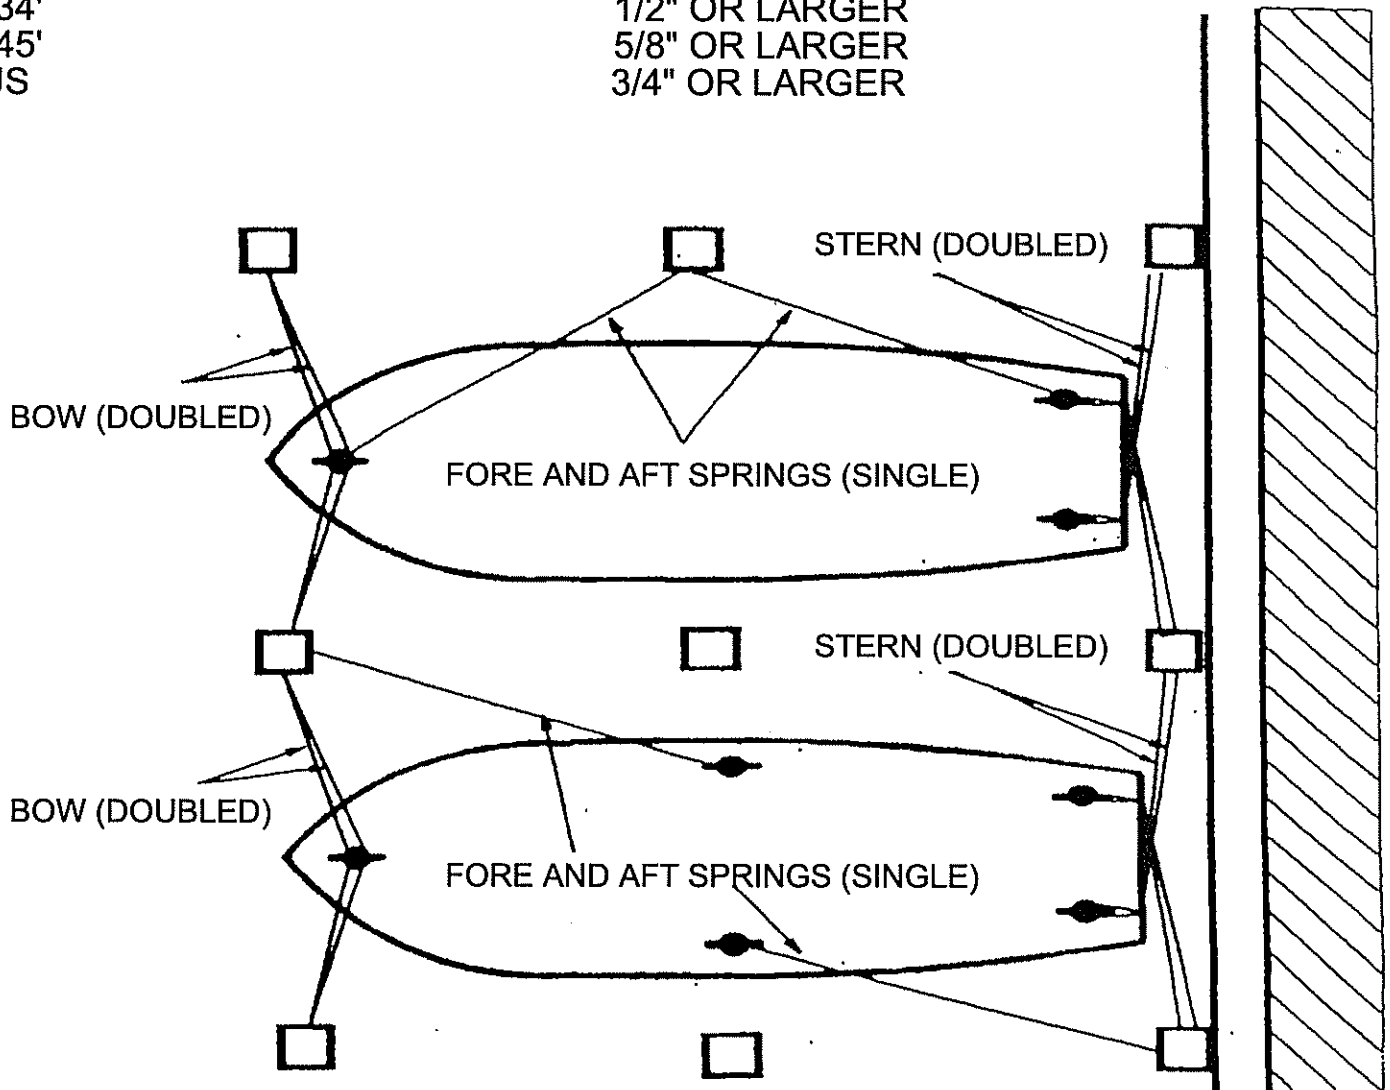 34' 1/2" OR LARGER
45' 5/8" OR LARGER
US 3/4" OR LARGER
STERN (DOUBLED)
BOW (DOUBLED)
FORE AND AFT SPRINGS (SINGLE)
STERN (DOUBLED)
BOW (DOUBLED)
FORE AND AFT SPRINGS (SINGLE)